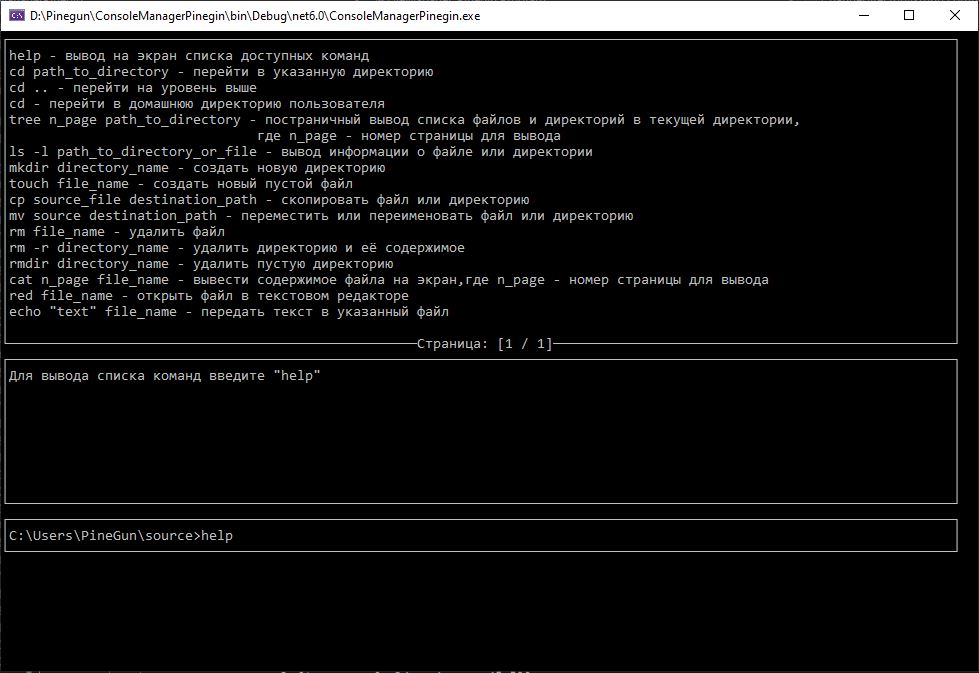 D:\Pinegun\ConsoleManagerPinegin\bin\Debug\net6.0\ConsoleManagerPinegin.exe
help - вывод на экран списка доступных команд
cd path_to_directory - перейти в указанную директорию
cd .. - перейти на уровень выше
cd - перейти в домашнюю директорию пользователя
tree n_page path_to_directory - постраничный вывод списка файлов и директорий в текущей директории,
где n_page - номер страницы для вывода
ls -l path_to_directory_or_file - вывод информации о файле или директории
mkdir directory_name - создать новую директорию
touch file_name - создать новый пустой файл
cp source_file destination_path - скопировать файл или директорию
mv source destination_path - переместить или переименовать файл или директорию
rm file_name - удалить файл
rm -r directory_name - удалить директорию и её содержимое
rmdir directory_name - удалить пустую директорию
cat n_page file_name - вывести содержимое файла на экран,где n_page - номер страницы для вывода
red file_name - открыть файл в текстовом редакторе
echo "text" file_name - передать текст в указанный файл
Страница: [1 / 1]
Для вывода списка команд введите "help"
C:\Users\PineGun\source>help